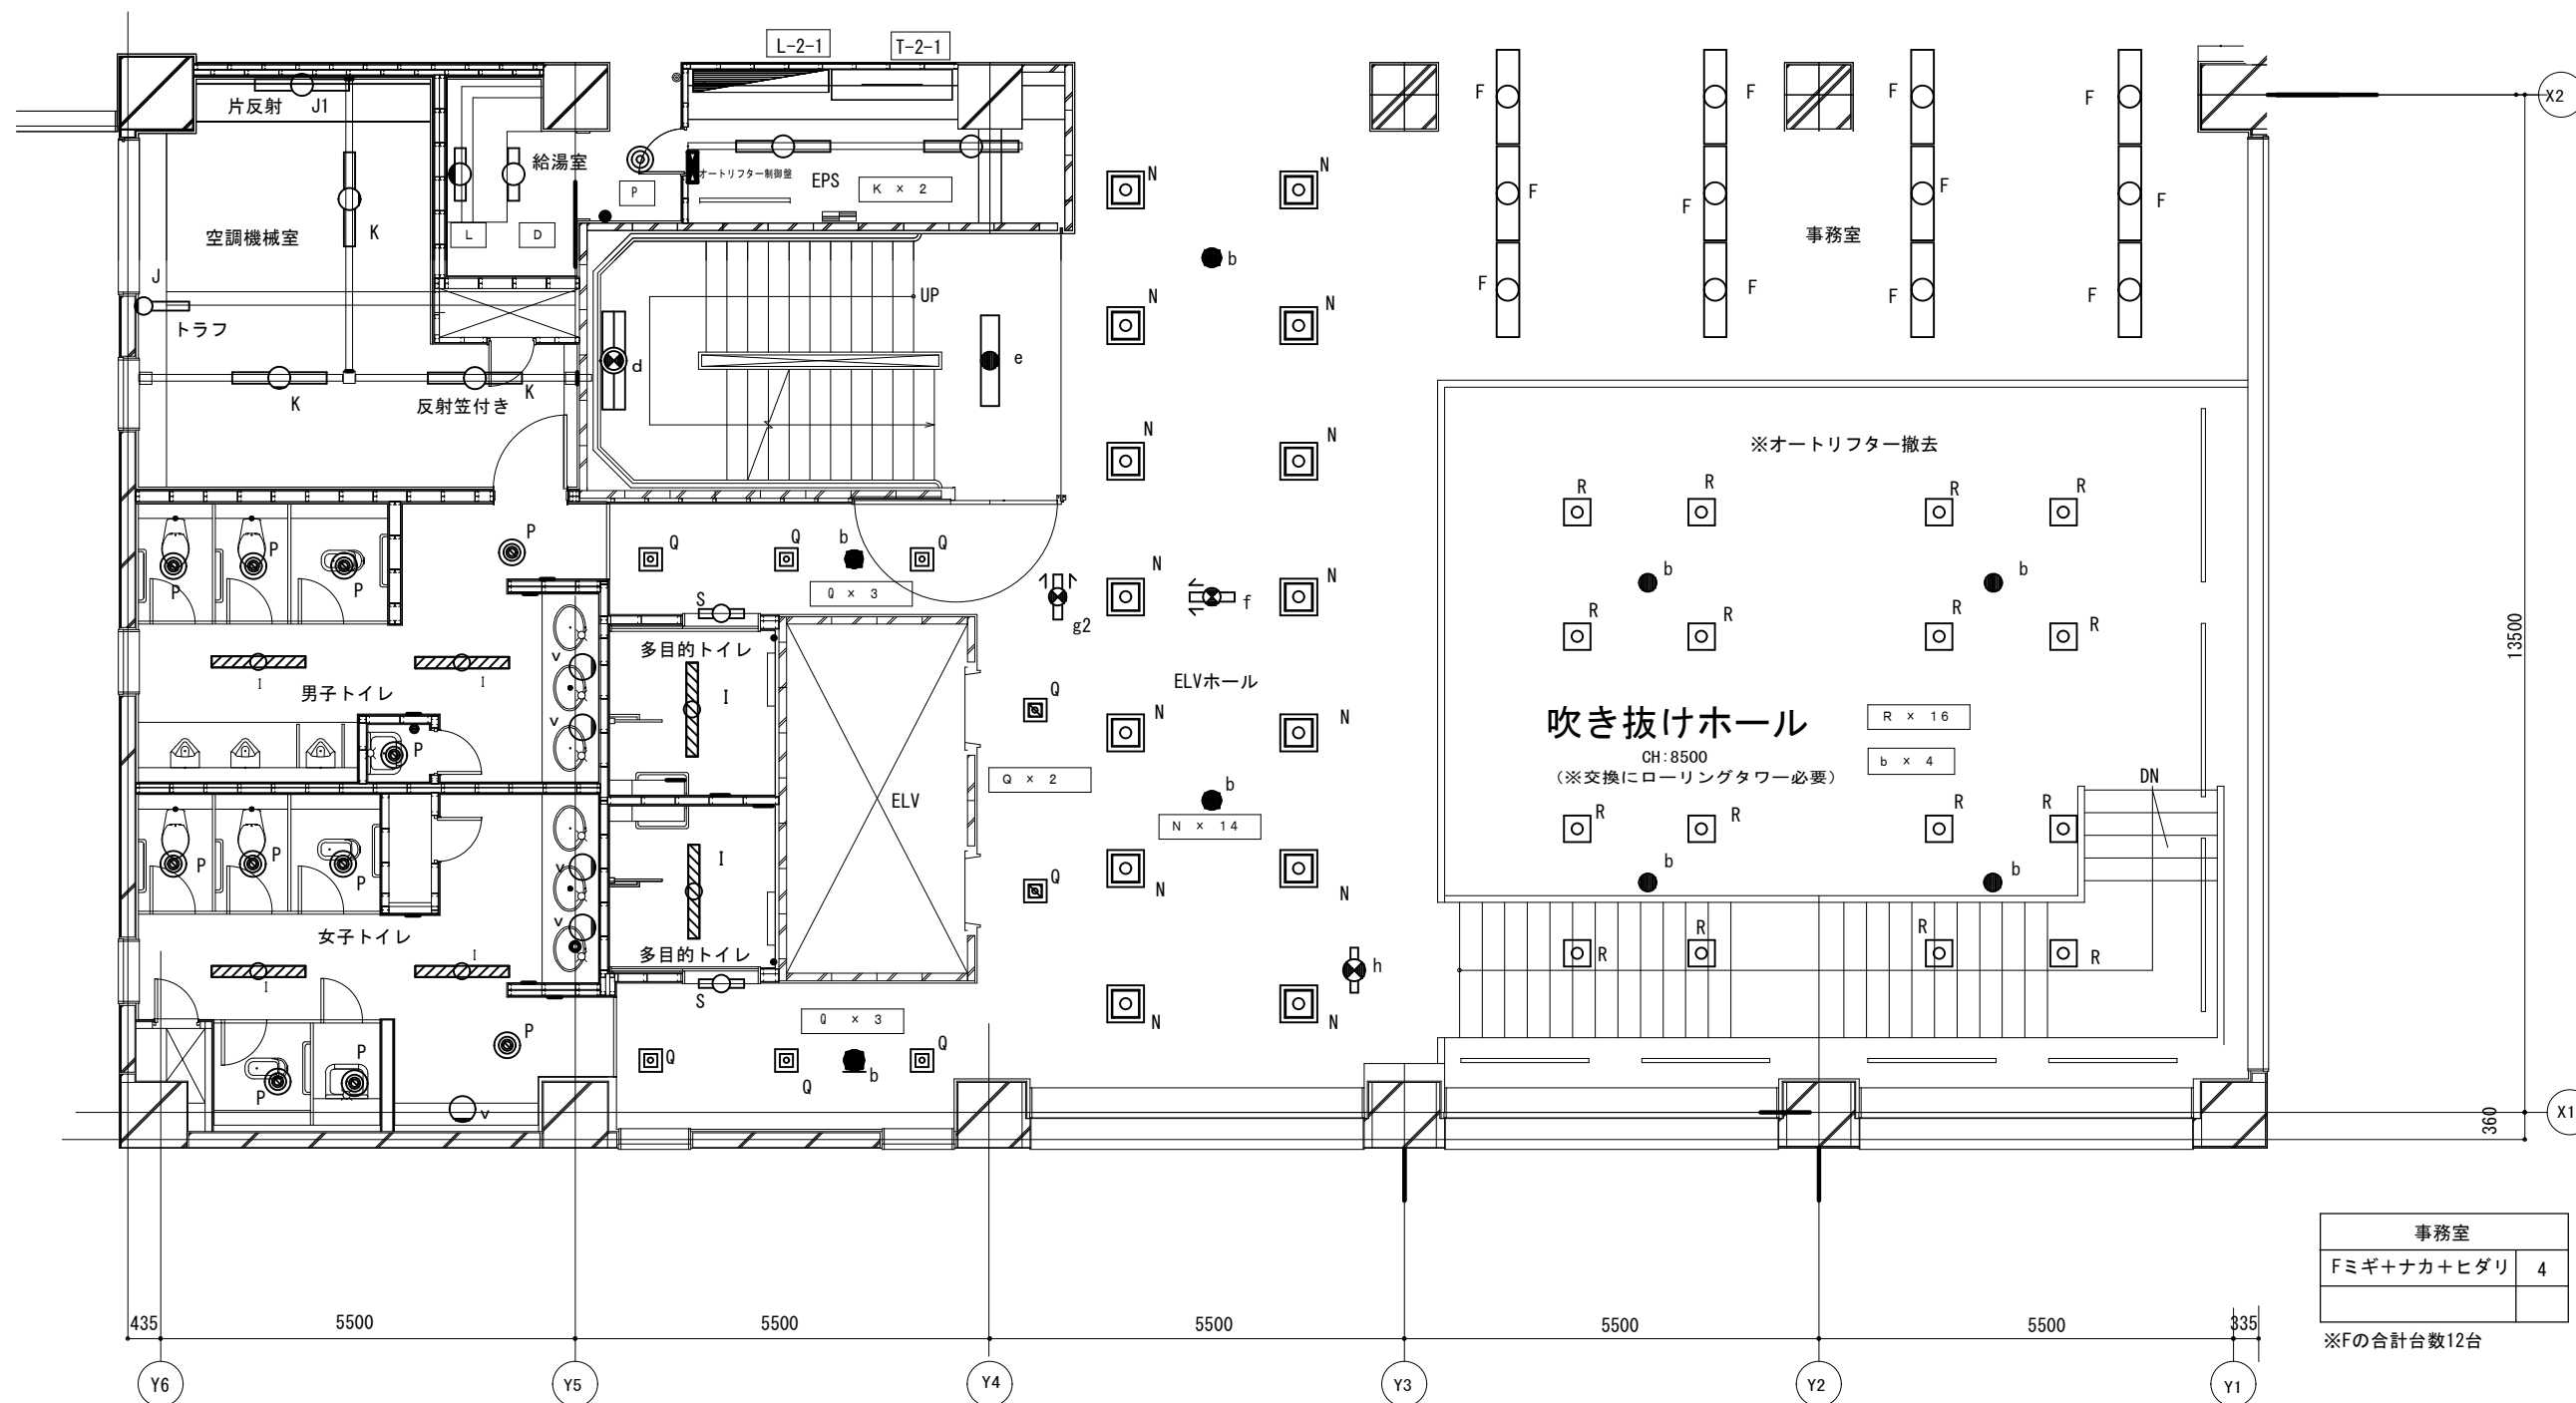 L-2-1
T-2-1
X2
片反射
J1
F
F
F
F
給湯室
オートリフター制御盤
EPS
K × 2
P
N
N
F
F
F
F
空調機械室
K
L
D
事務室
b
J
UP
N
N
F
F
F
F
トラフ
d
e
K
反射笠付き
K
N
N
※オートリフター撤去
R
R
R
R
P
Q
Q
b
Q
P
P
P
N
N
b
b
Q × 3
S
f
g2
R
R
R
R
13500
v
多目的トイレ
I
I
男子トイレ
I
ELVホール
Q
N
N
v
P
吹き抜けホール
R × 16
CH:8500
(※交換にローリングタワー必要)
b × 4
Q × 2
DN
ELV
b
N × 14
R
R
R
R
P
P
P
v
I
Q
N
N
b
b
女子トイレ
v
I
I
多目的トイレ
R
R
R
R
h
S
Q × 3
N
N
P
P
P
Q
Q
b
Q
v
X1
360
事務室
Fミギ+ナカ+ヒダリ 4
※Fの合計台数12台
435
5500
5500
5500
5500
5500
335
Y6
Y5
Y4
Y3
Y2
Y1